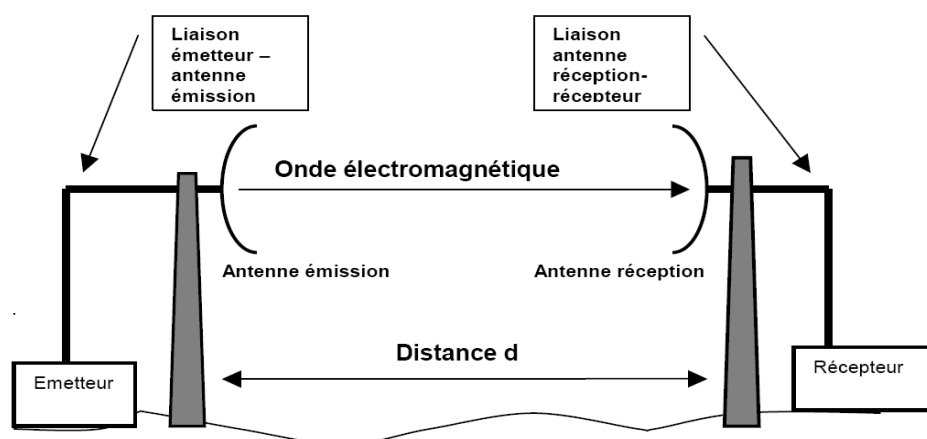 Liaison
émetteur –
antenne
émission
Liaison
antenne
réception-
récepteur
Onde électromagnétique
Antenne émission
Antenne réception
Distance d
Emetteur
Récepteur